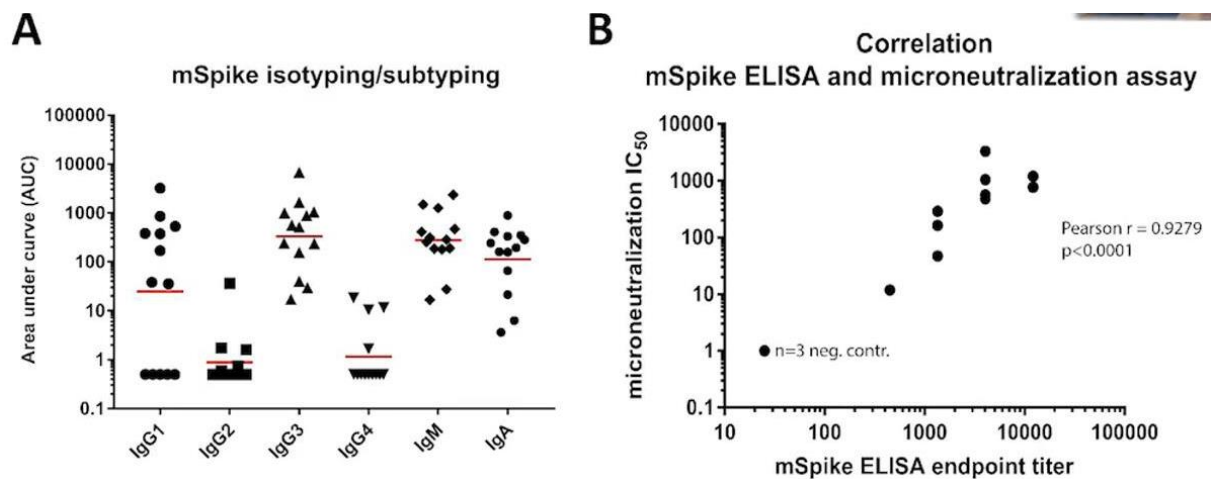 A
mSpike isotyping/subtyping
Area under curve (AUC)
100000
10000
1000
100
10
1
0.1
IgG1
IgG2
IgG3
IgG4
IgM
IgA
B
Correlation
mSpike ELISA and microneutralization assay
microneutralization IC50
10000
1000
100
10
1
0.1
n=3 neg. contr.
Pearson r = 0.9279
p<0.0001
10
100
1000
10000
100000
mSpike ELISA endpoint titer